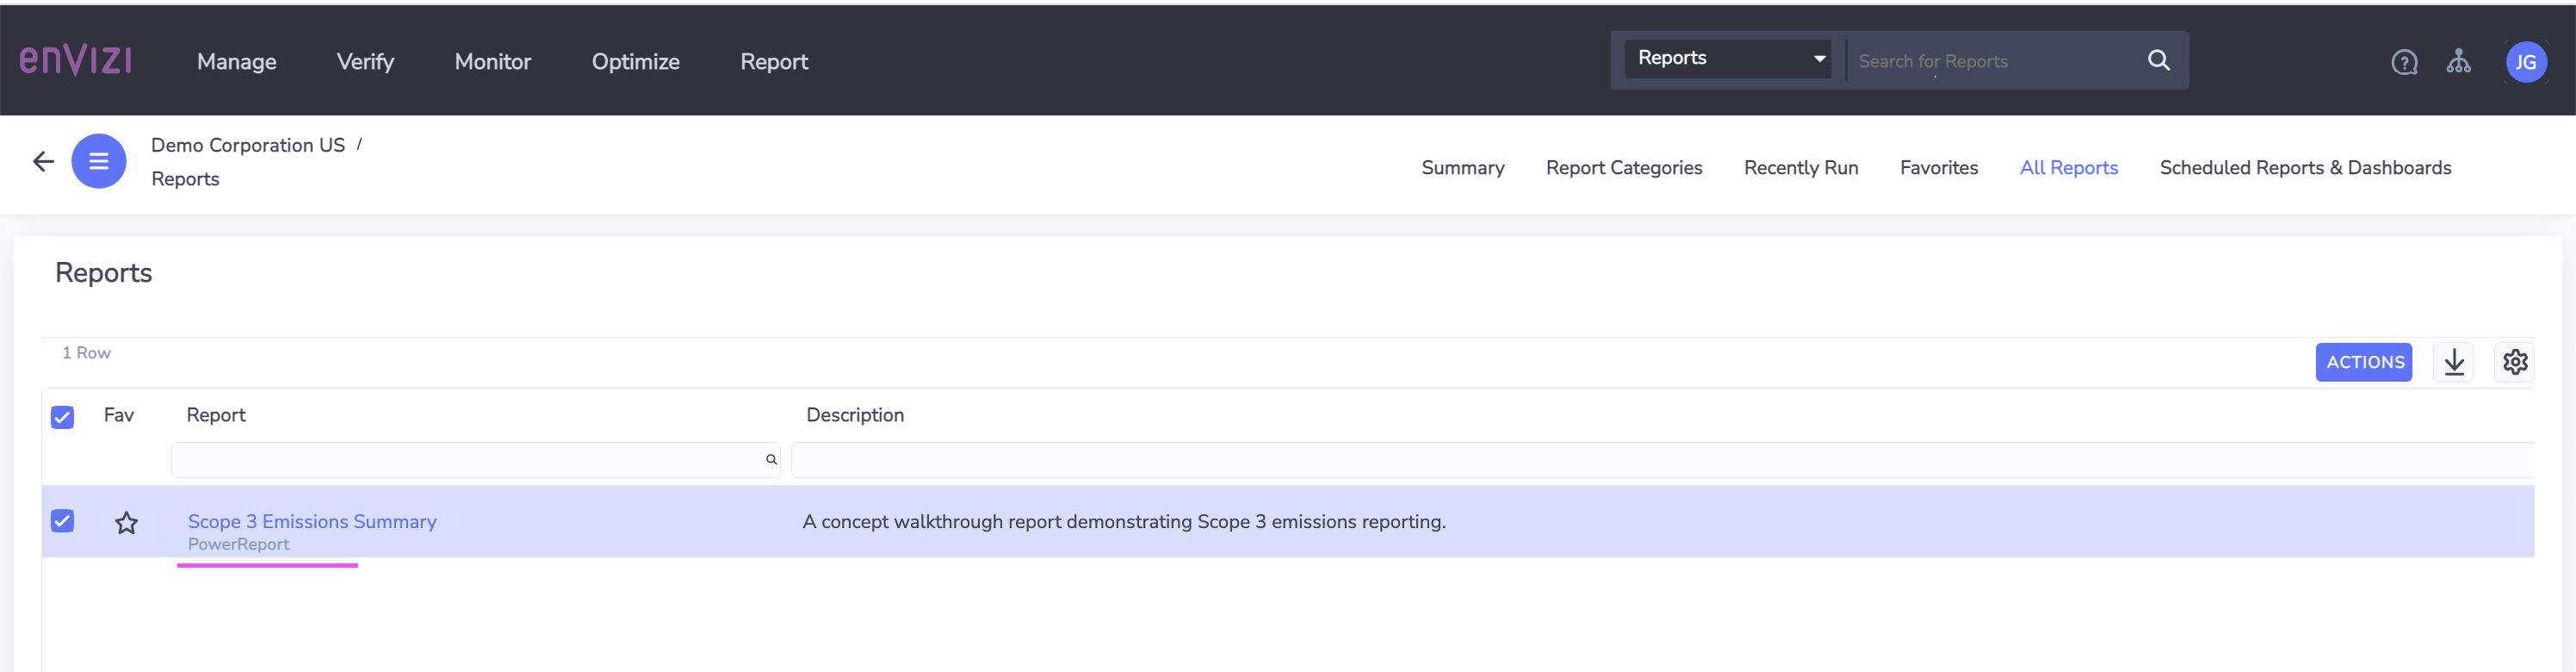 enVIZI
Manage
Verify
Monitor
Optimize
Report
Reports
Search for Reports
JG
Demo Corporation US /
Reports
Summary
Report Categories
Recently Run
Favorites
All Reports
Scheduled Reports & Dashboards
Reports
1 Row
ACTIONS
Fav
Report
Description
Scope 3 Emissions Summary
PowerReport
A concept walkthrough report demonstrating Scope 3 emissions reporting.